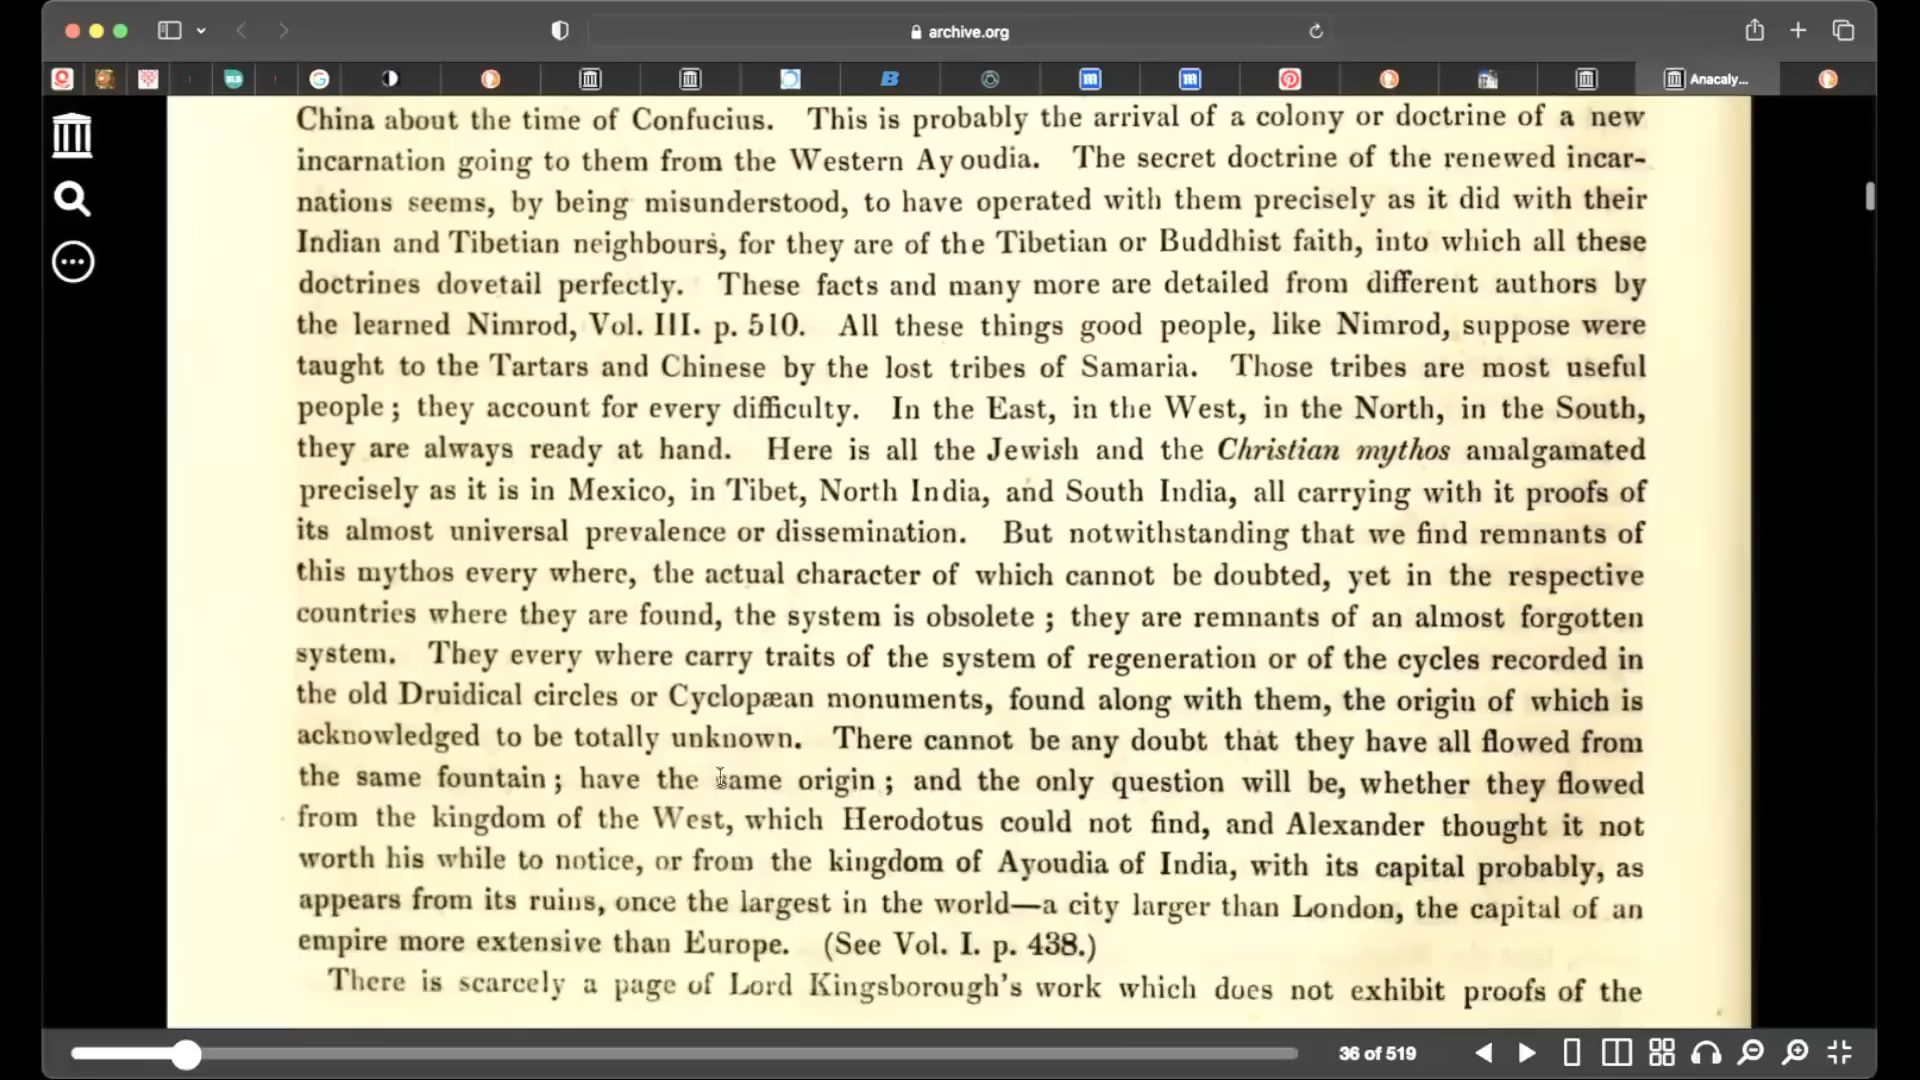 archive.org
BLB
Anacaly...
China about the time of Confucius. This is probably the arrival of a colony or doctrine of a new
incarnation going to them from the Western Ayoudia. The secret doctrine of the renewed incar-
nations seems, by being misunderstood, to have operated with them precisely as it did with their
Indian and Tibetian neighbours, for they are of the Tibetian or Buddhist faith, into which all these
doctrines dovetail perfectly. These facts and many more are detailed from different authors by
the learned Nimrod, Vol. III. p. 510. All these things good people, like Nimrod, suppose were
taught to the Tartars and Chinese by the lost tribes of Samaria. Those tribes are most useful
people; they account for every difficulty. In the East, in the West, in the North, in the South,
they are always ready at hand. Here is all the Jewish and the Christian mythos amalgamated
precisely as it is in Mexico, in Tibet, North India, and South India, all carrying with it proofs of
its almost universal prevalence or dissemination. But notwithstanding that we find remnants of
this mythos every where, the actual character of which cannot be doubted, yet in the respective
countries where they are found, the system is obsolete; they are remnants of an almost forgotten
system. They every where carry traits of the system of regeneration or of the cycles recorded in
the old Druidical circles or Cyclopæan monuments, found along with them, the origin of which is
acknowledged to be totally unknown. There cannot be any doubt that they have all flowed from
the same fountain; have the same origin; and the only question will be, whether they flowed
from the kingdom of the West, which Herodotus could not find, and Alexander thought it not
worth his while to notice, or from the kingdom of Ayoudia of India, with its capital probably, as
appears from its ruins, once the largest in the world—a city larger than London, the capital of an
empire more extensive than Europe. (See Vol. I. p. 438.)
There is scarcely a page of Lord Kingsborough's work which does not exhibit proofs of the
36 of 519